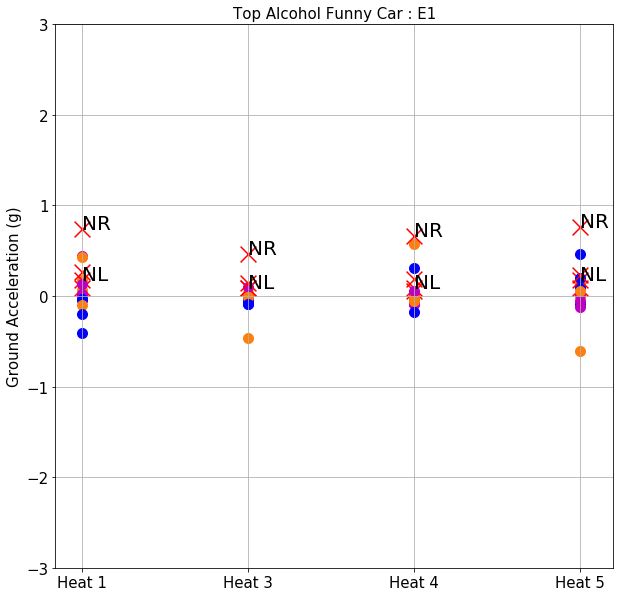 Top Alcohol Funny Car : E1
Ground Acceleration (g)
3
2
1
0
−1
−2
−3
NR
NL
NR
NL
NR
NL
NR
NL
Heat 1
Heat 3
Heat 4
Heat 5